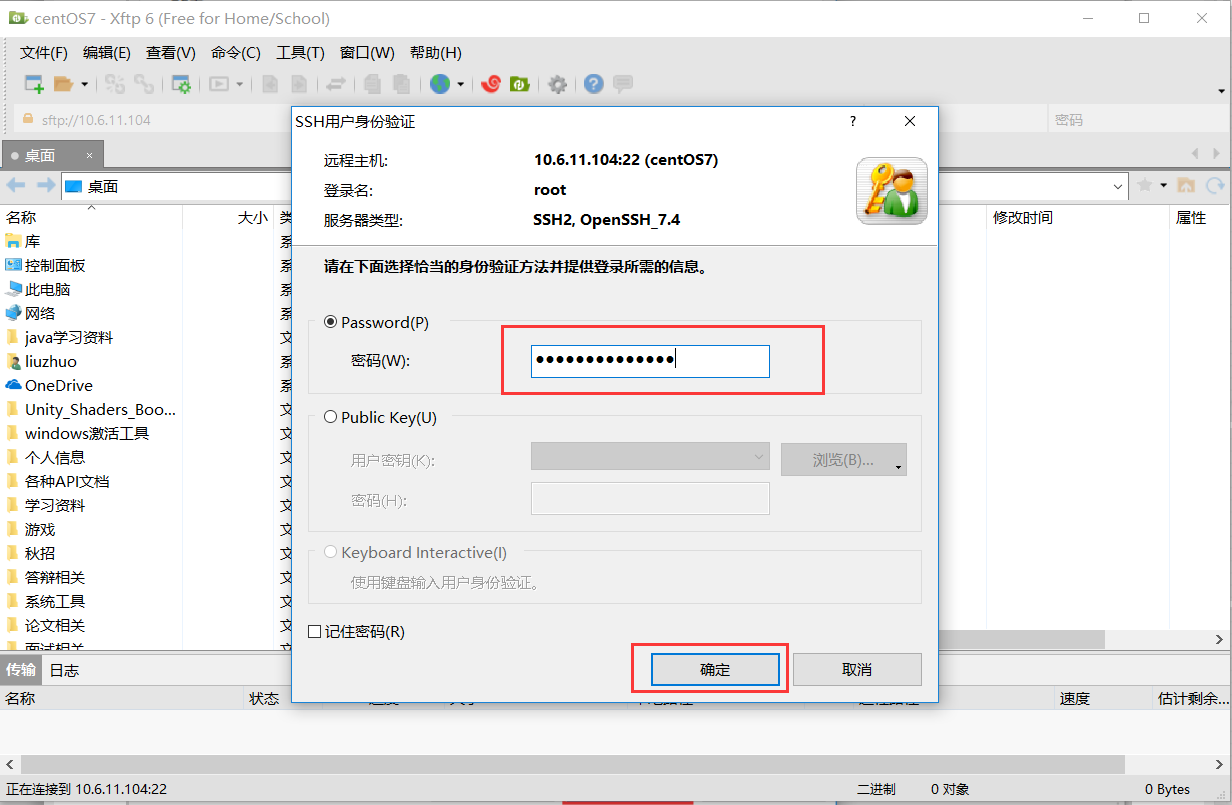 centOS7 - Xftp 6 (Free for Home/School)
文件(F) 编辑(E) 查看(V) 命令(C) 工具(T) 窗口(W) 帮助(H)
sftp://10.6.11.104
密码
桌面
桌面
名称 大小 类
修改时间 属性
库 系
控制面板 系
此电脑 系
网络 系
java学习资料 文
liuzhuo 系
OneDrive 系
Unity_Shaders_Boo... 文
windows激活工具 文
个人信息 文
各种API文档 文
学习资料 文
游戏 文
秋招 文
答辩相关 文
系统工具 文
论文相关 文
面试相关 文
SSH用户身份验证
远程主机: 10.6.11.104:22 (centOS7)
登录名: root
服务器类型: SSH2, OpenSSH_7.4
请在下面选择恰当的身份验证方法并提供登录所需的信息。
Password(P)
密码(W): ●●●●●●●●●●●●●●
Public Key(U)
用户密钥(K): 浏览(B)...
密码(H):
Keyboard Interactive(I)
使用键盘输入用户身份验证。
记住密码(R)
确定 取消
传输 日志
名称 状态
速度 估计剩余...
正在连接到 10.6.11.104:22 二进制 0 对象 0 Bytes